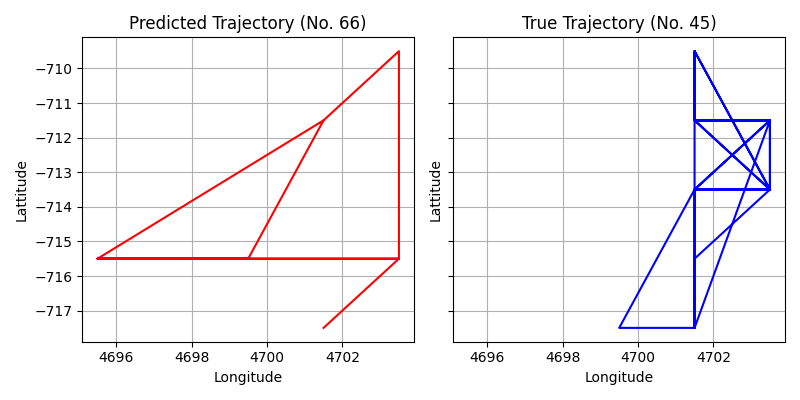 Predicted Trajectory (No. 66)
True Trajectory (No. 45)
Lattitude
−710
−711
−712
−713
−714
−715
−716
−717
4696
4698
4700
4702
Longitude
Lattitude
4696
4698
4700
4702
Longitude